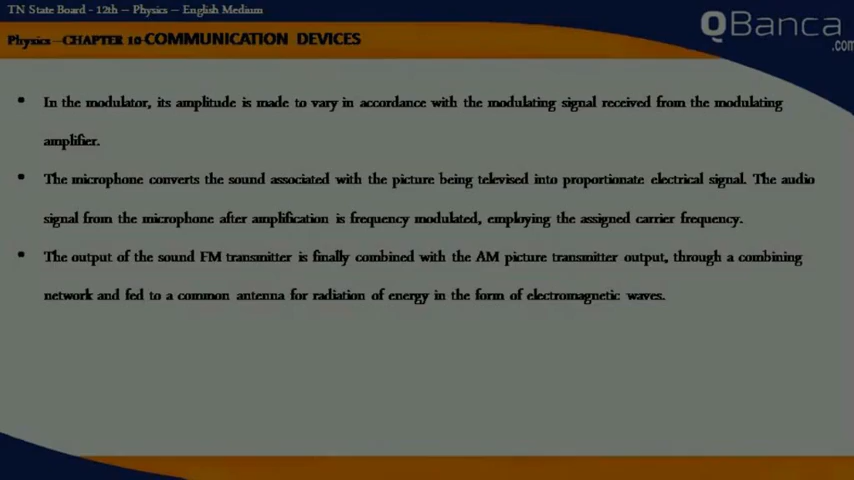 TN State Board - 12th – Physics – English Medium
QBanca
.com
Physics –CHAPTER 10-COMMUNICATION DEVICES
• In the modulator, its amplitude is made to vary in accordance with the modulating signal received from the modulating
amplifier.
• The microphone converts the sound associated with the picture being televised into proportionate electrical signal. The audio
signal from the microphone after amplification is frequency modulated, employing the assigned carrier frequency.
• The output of the sound FM transmitter is finally combined with the AM picture transmitter output, through a combining
network and fed to a common antenna for radiation of energy in the form of electromagnetic waves.